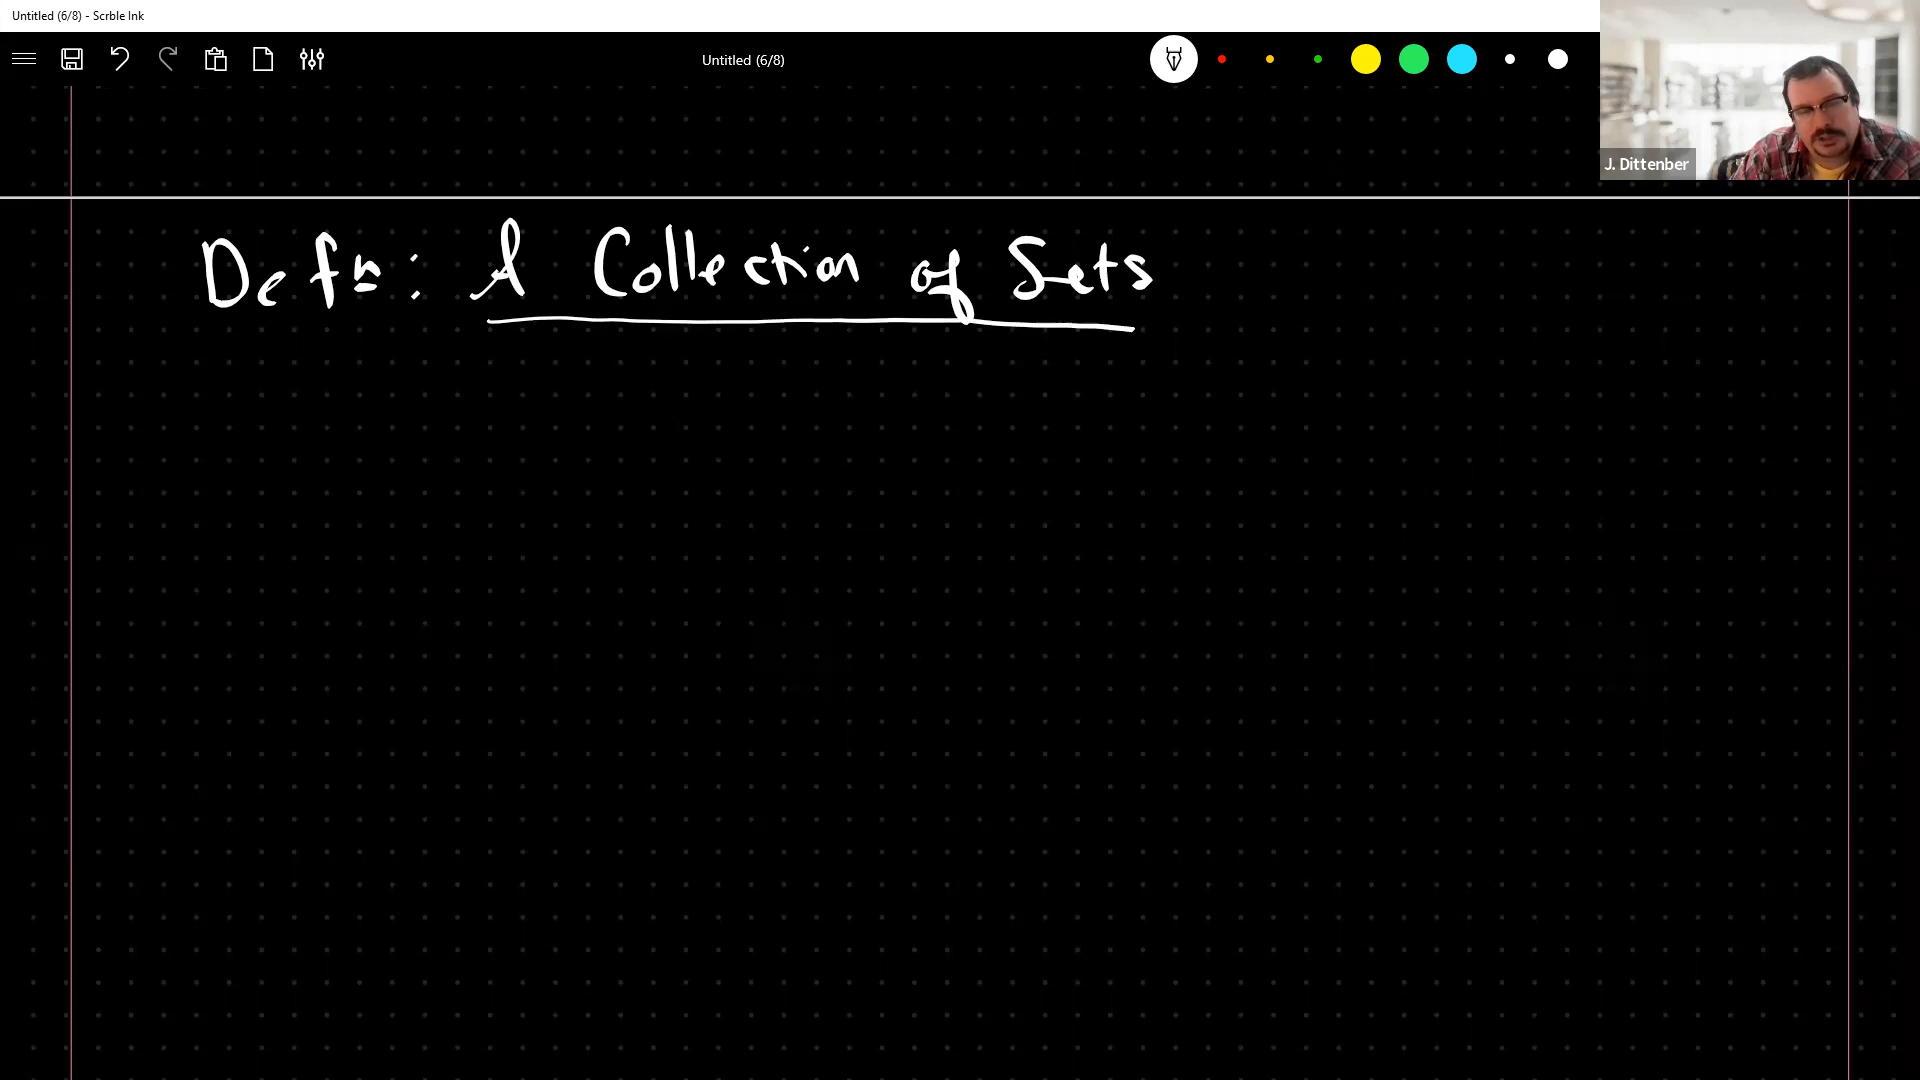 Untitled (6/8) - Scrble Ink
Untitled (6/8)
J. Dittenber
Defn: A Collection of Sets